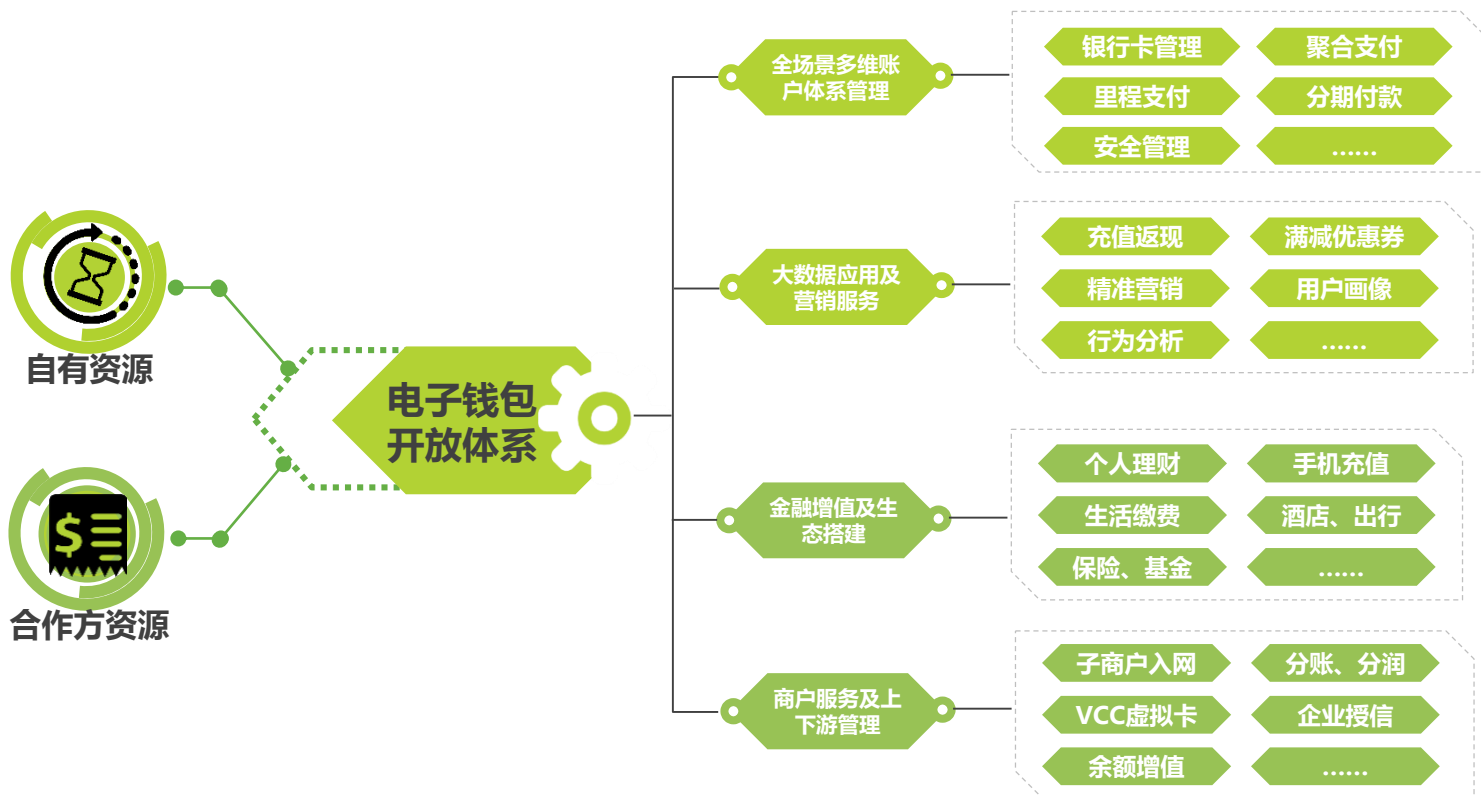 自有资源
合作方资源
电子钱包
开放体系
全场景多维账
户体系管理
银行卡管理
聚合支付
里程支付
分期付款
安全管理
……
大数据应用及
营销服务
充值返现
满减优惠券
精准营销
用户画像
行为分析
……
金融增值及生
态搭建
个人理财
手机充值
生活缴费
酒店、出行
保险、基金
……
商户服务及上
下游管理
子商户入网
分账、分润
VCC虚拟卡
企业授信
余额增值
……